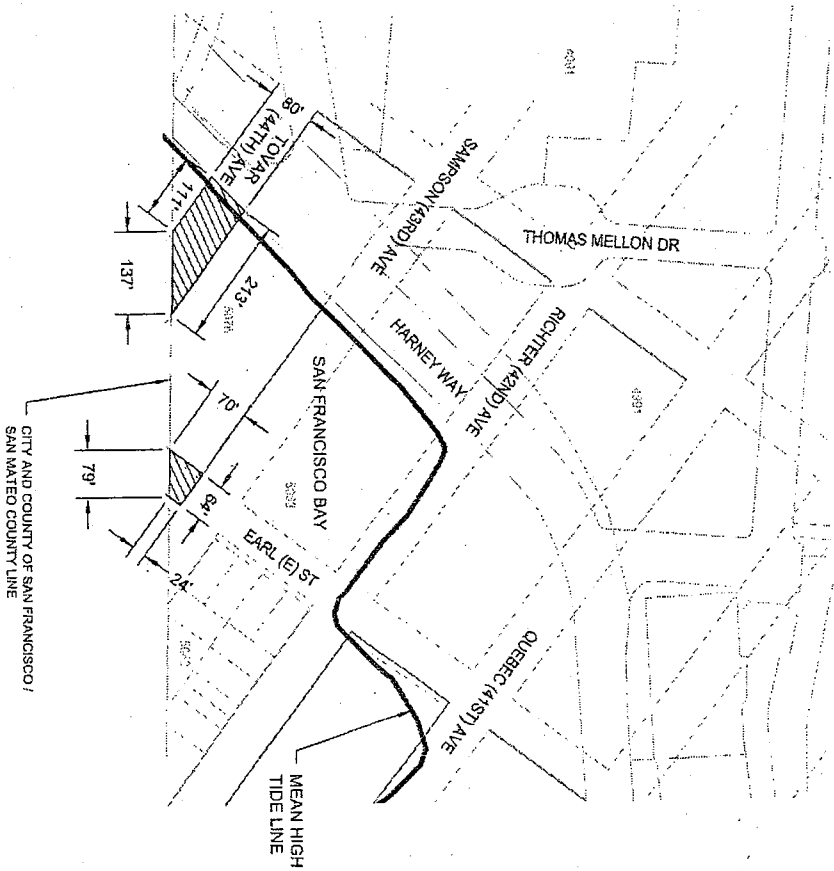 4991
THOMAS MELLON DR
SAMPSON (43RD) AVE
80'
TOVAR
(44TH) AVE
111'
137'
213'
HARNEY WAY
RICHTER (42ND) AVE
4991
SAN FRANCISCO BAY
70'
79'
64'
24'
EARL (E) ST
QUEBEC (41ST) AVE
MEAN HIGH
TIDE LINE
CITY AND COUNTY OF SAN FRANCISCO /
SAN MATEO COUNTY LINE